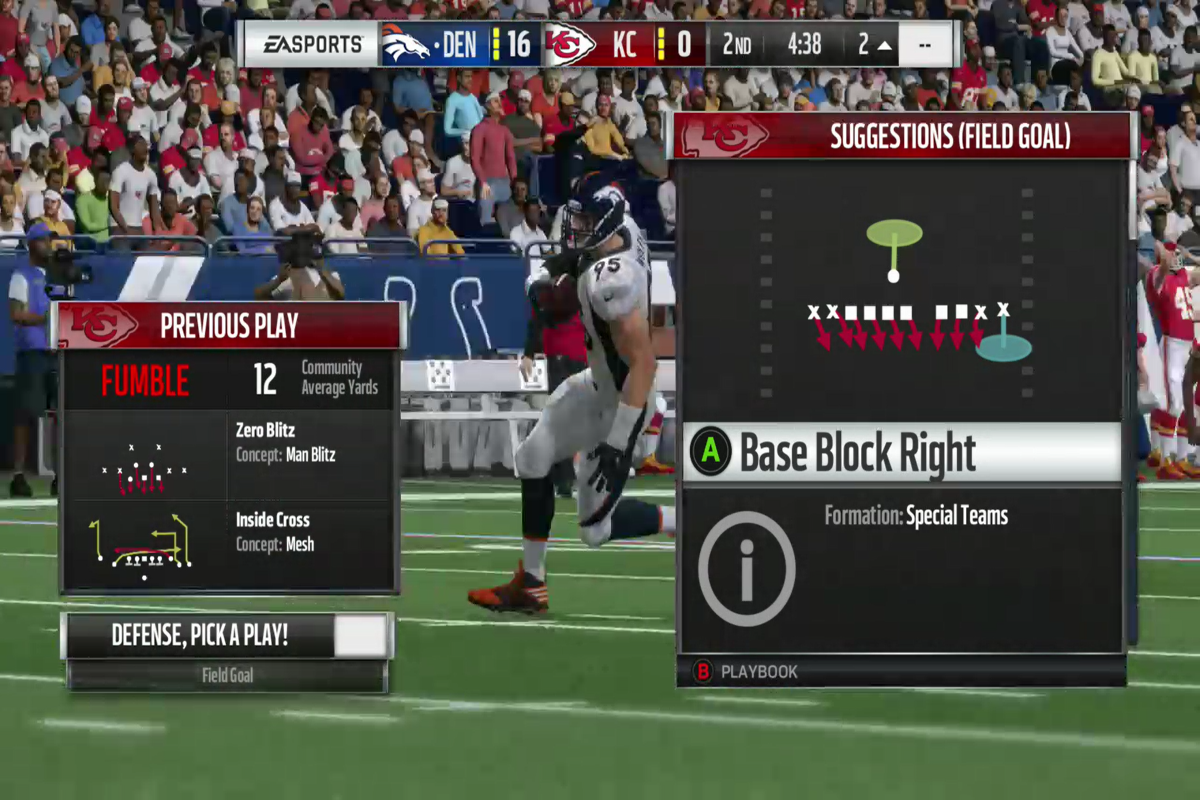 EA SPORTS DEN 16 KC 0 2ND 4:38 2 --
SUGGESTIONS (FIELD GOAL)
X X X X
A Base Block Right
Formation: Special Teams
i
B PLAYBOOK
PREVIOUS PLAY
FUMBLE 12 Community
Average Yards
Zero Blitz
Concept: Man Blitz
Inside Cross
Concept: Mesh
DEFENSE, PICK A PLAY!
Field Goal
95
KC